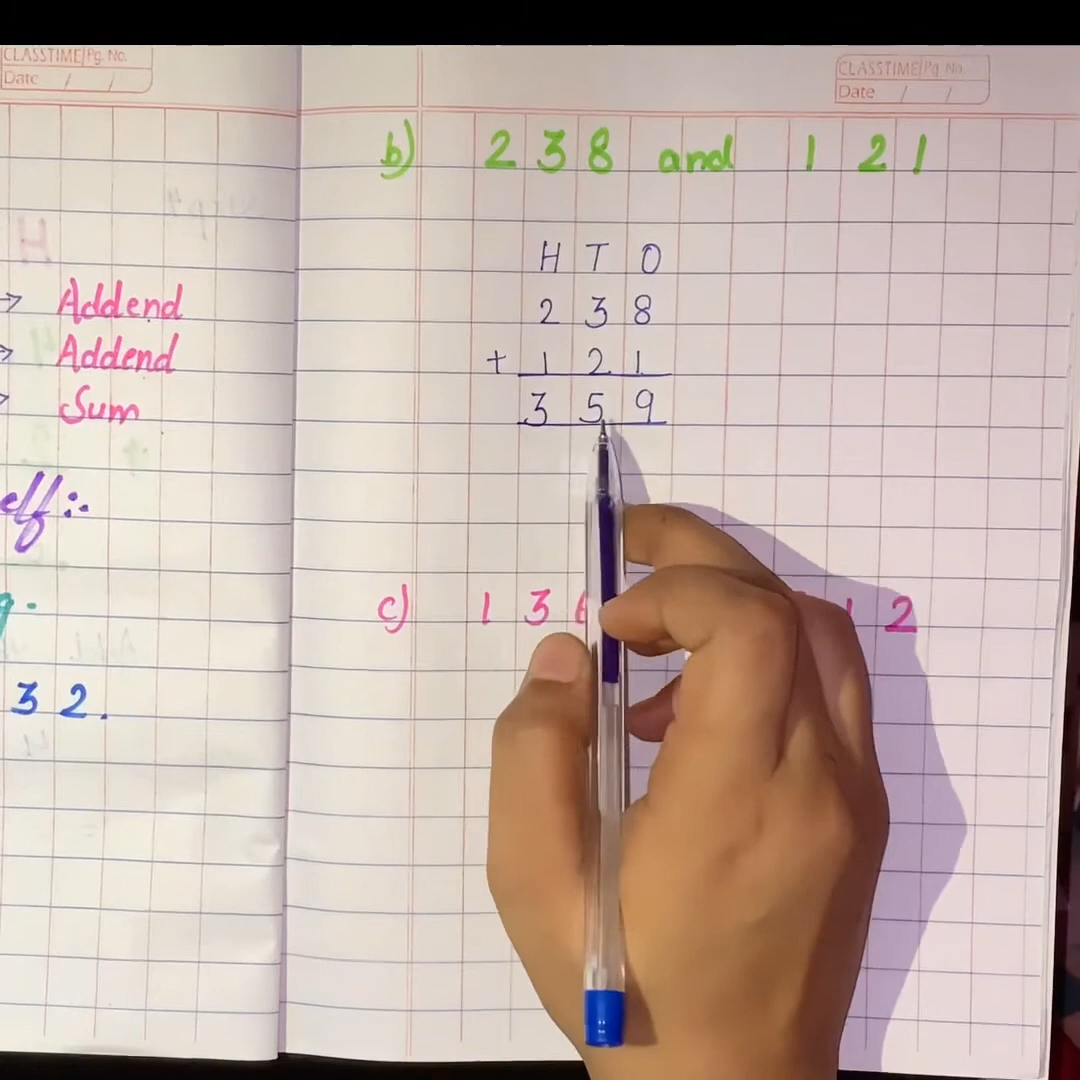 CLASSTIME Pg. No.
Date / /
→ Addend
→ Addend
→ Sum
:-
3 2 .
CLASSTIME Pg. No.
Date / /
b) 2 3 8 and 1 2 1
H T O
2 3 8
+ 1 2 1
3 5 9
c) 1 3 1 2